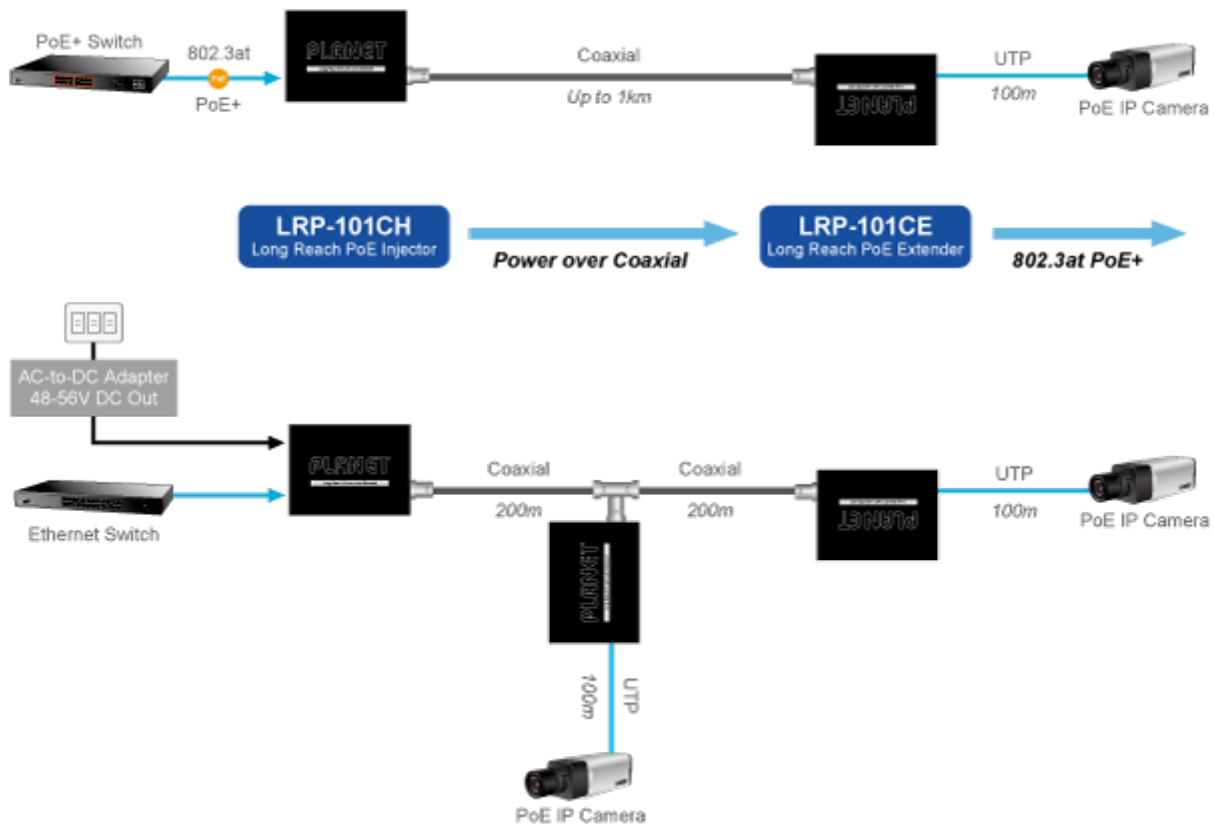 PoE+ Switch
802.3at
PoE
PoE+
PLANET
Coaxial
Up to 1km
PLANET
UTP
100m
PoE IP Camera
LRP-101CH
Long Reach PoE Injector
Power over Coaxial
LRP-101CE
Long Reach PoE Extender
802.3at PoE+
AC-to-DC Adapter
48-56V DC Out
Ethernet Switch
PLANET
Coaxial
200m
Coaxial
200m
PLANET
UTP
100m
PoE IP Camera
PLANET
UTP
100m
PoE IP Camera